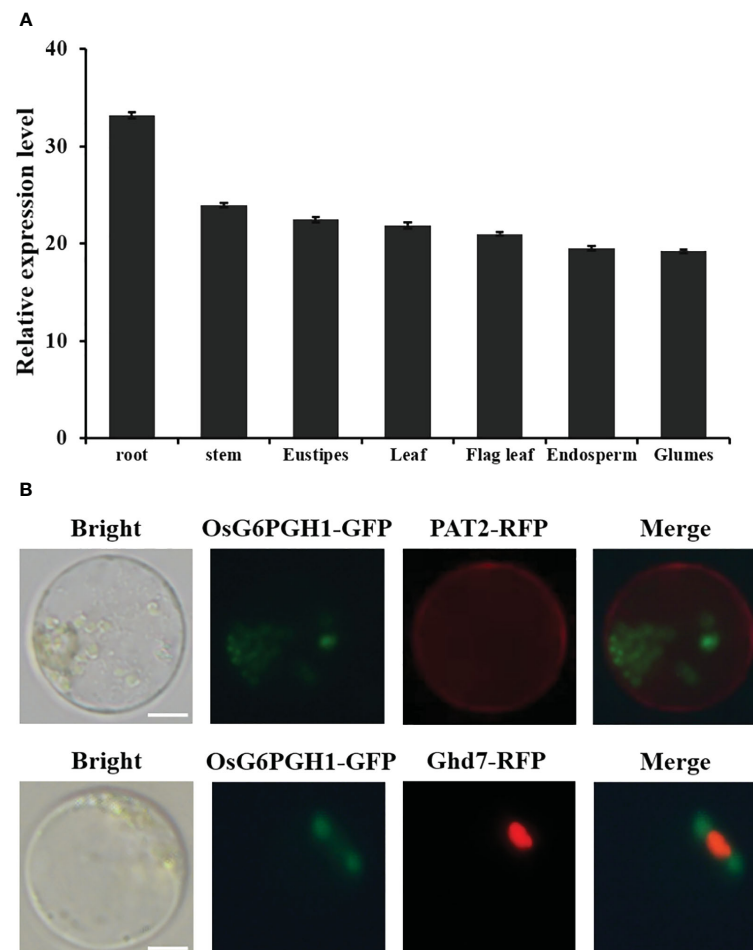 A
Relative expression level
40
30
20
10
0
root stem Eustipes Leaf Flag leaf Endosperm Glumes
B
Bright OsG6PGH1-GFP PAT2-RFP Merge
Bright OsG6PGH1-GFP Ghd7-RFP Merge